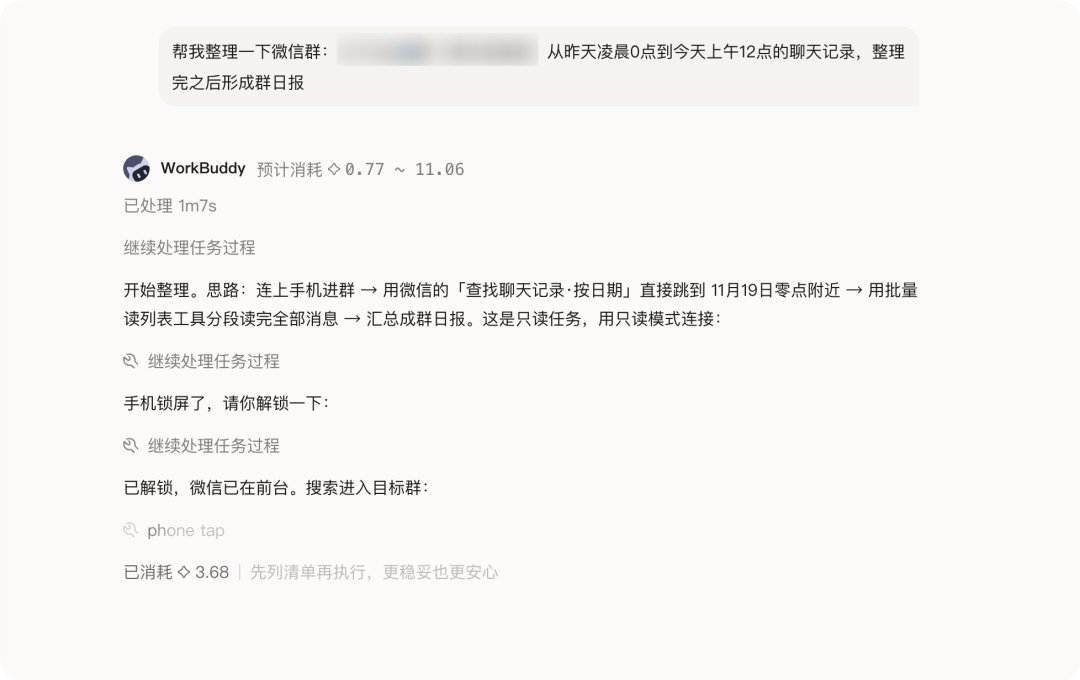 帮我整理一下微信群： 从昨天凌晨0点到今天上午12点的聊天记录，整理
完之后形成群日报
WorkBuddy 预计消耗 0.77 ~ 11.06
已处理 1m7s
继续处理任务过程
开始整理。思路：连上手机进群 → 用微信的「查找聊天记录·按日期」直接跳到 11月19日零点附近 → 用批量
读列表工具分段读完全部消息 → 汇总成群日报。这是只读任务，用只读模式连接：
继续处理任务过程
手机锁屏了，请你解锁一下：
继续处理任务过程
已解锁，微信已在前台。搜索进入目标群：
phone tap
已消耗 3.68 | 先列清单再执行，更稳妥也更安心